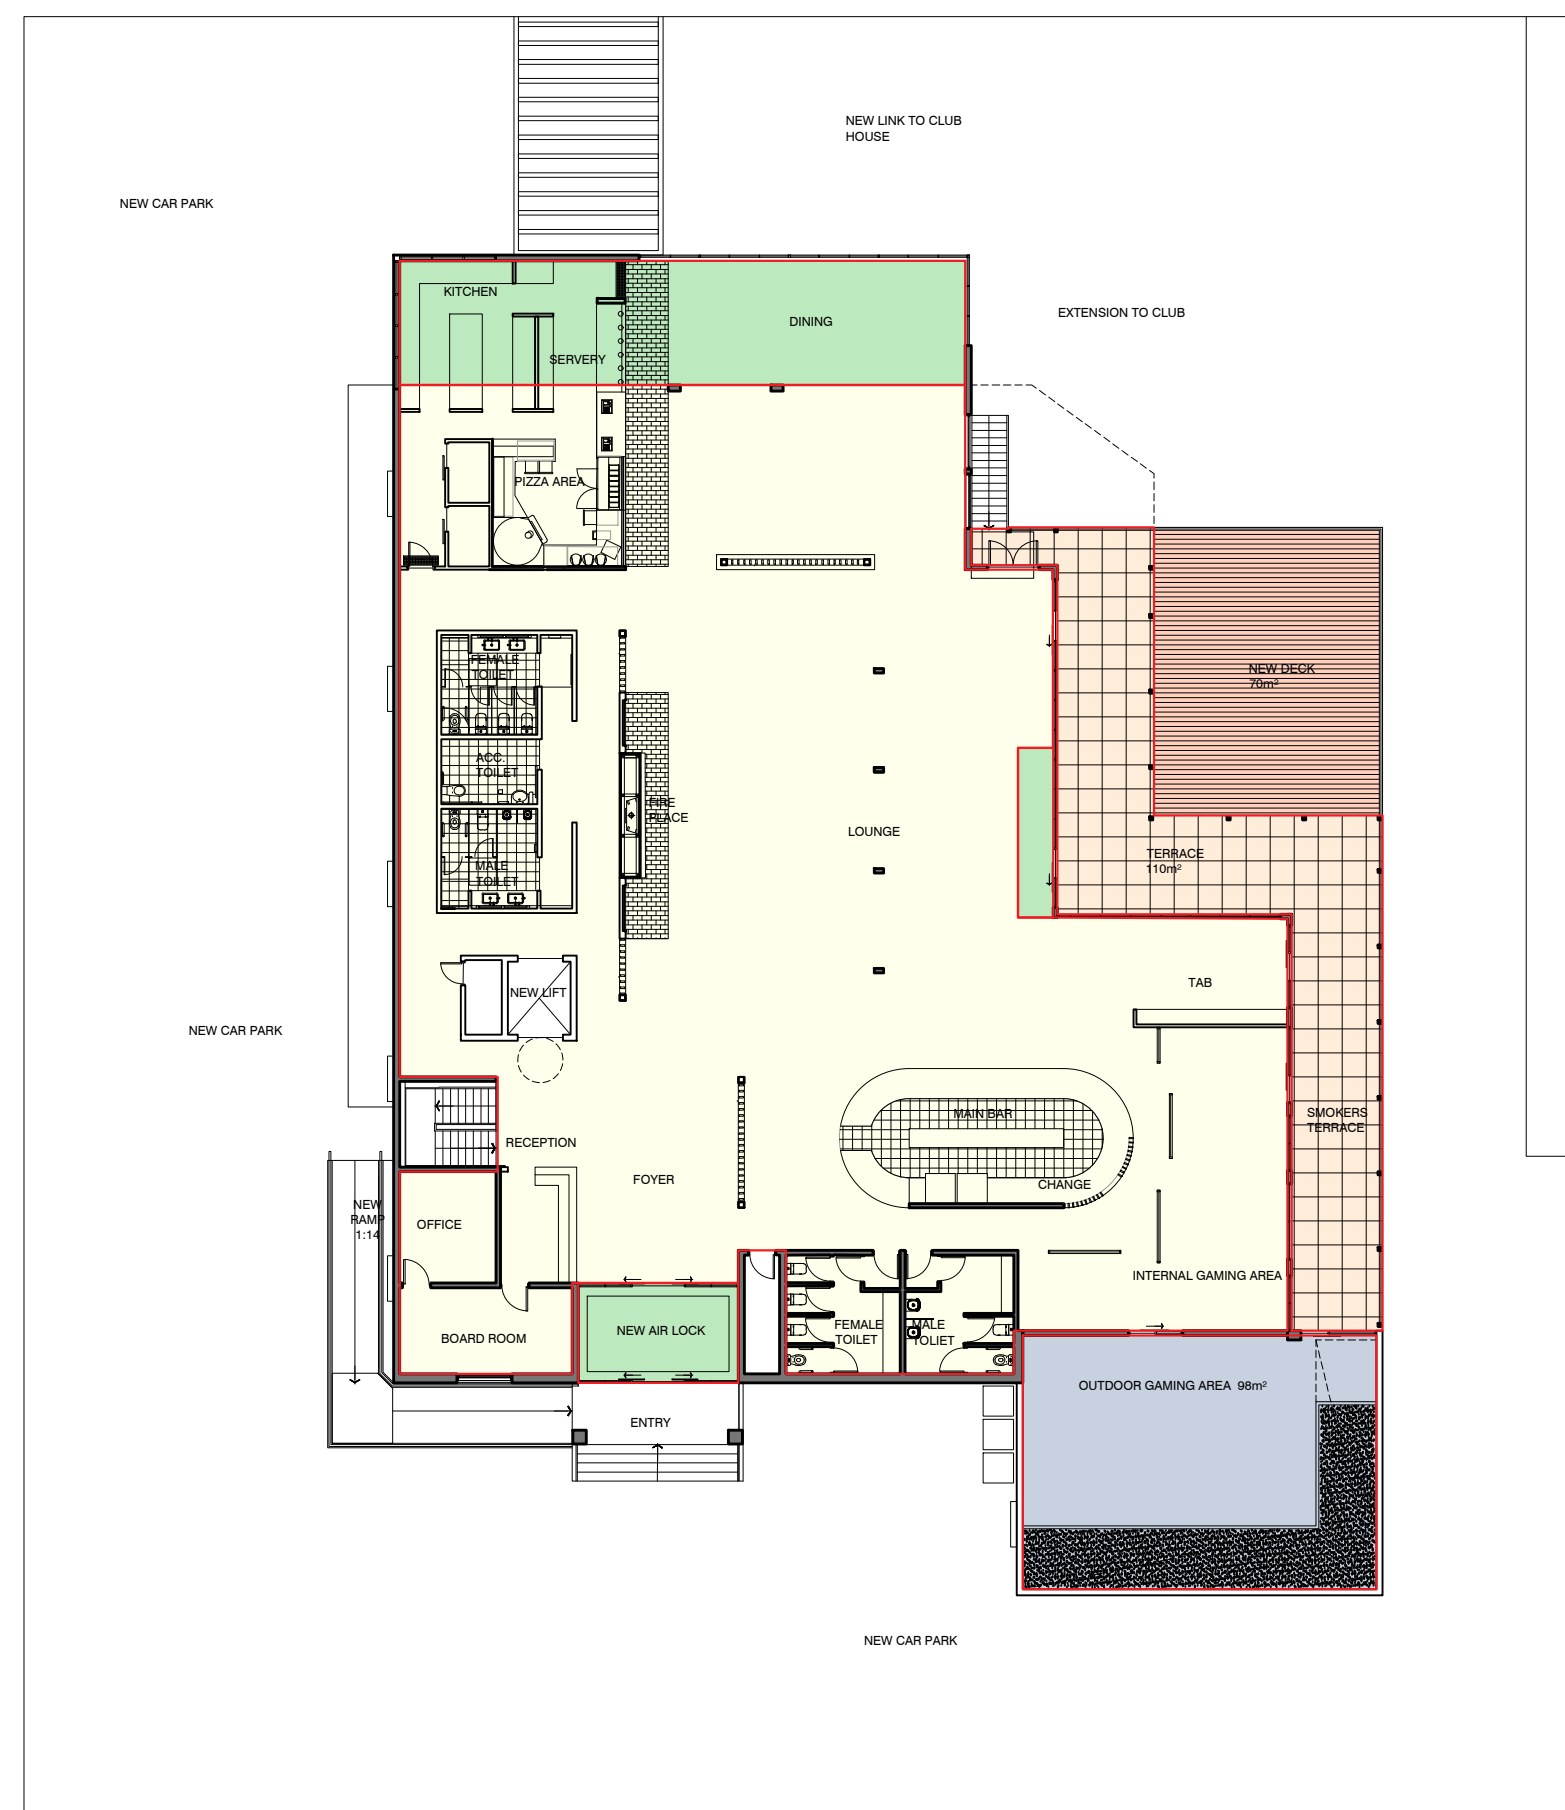 NEW LINK TO CLUB
HOUSE
NEW CAR PARK
KITCHEN
DINING
EXTENSION TO CLUB
SERVERY
PIZZA AREA
FEMALE
TOILET
NEW DECK
70m²
ACC.
TOILET
FIRE
PLACE
LOUNGE
TERRACE
110m²
MALE
TOILET
TAB
NEW LIFT
NEW CAR PARK
MAIN BAR
SMOKERS
TERRACE
RECEPTION
FOYER
CHANGE
NEW
RAMP
1:14
OFFICE
INTERNAL GAMING AREA
BOARD ROOM
NEW AIR LOCK
FEMALE
TOILET
MALE
TOLIET
OUTDOOR GAMING AREA 98m²
ENTRY
NEW CAR PARK